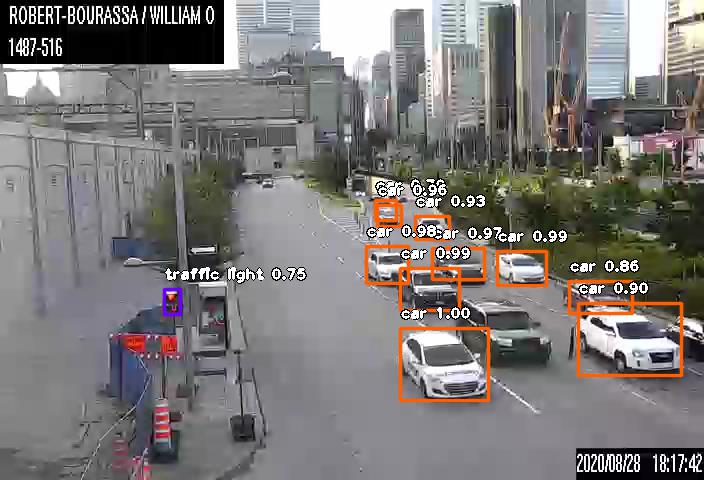 ROBERT-BOURASSA / WILLIAM O
1487-516
car 0.96
car 0.93
car 0.98
car 0.97
car 0.99
car 0.99
traffic light 0.75
car 0.86
car 0.90
car 1.00
2020/08/28 18:17:42